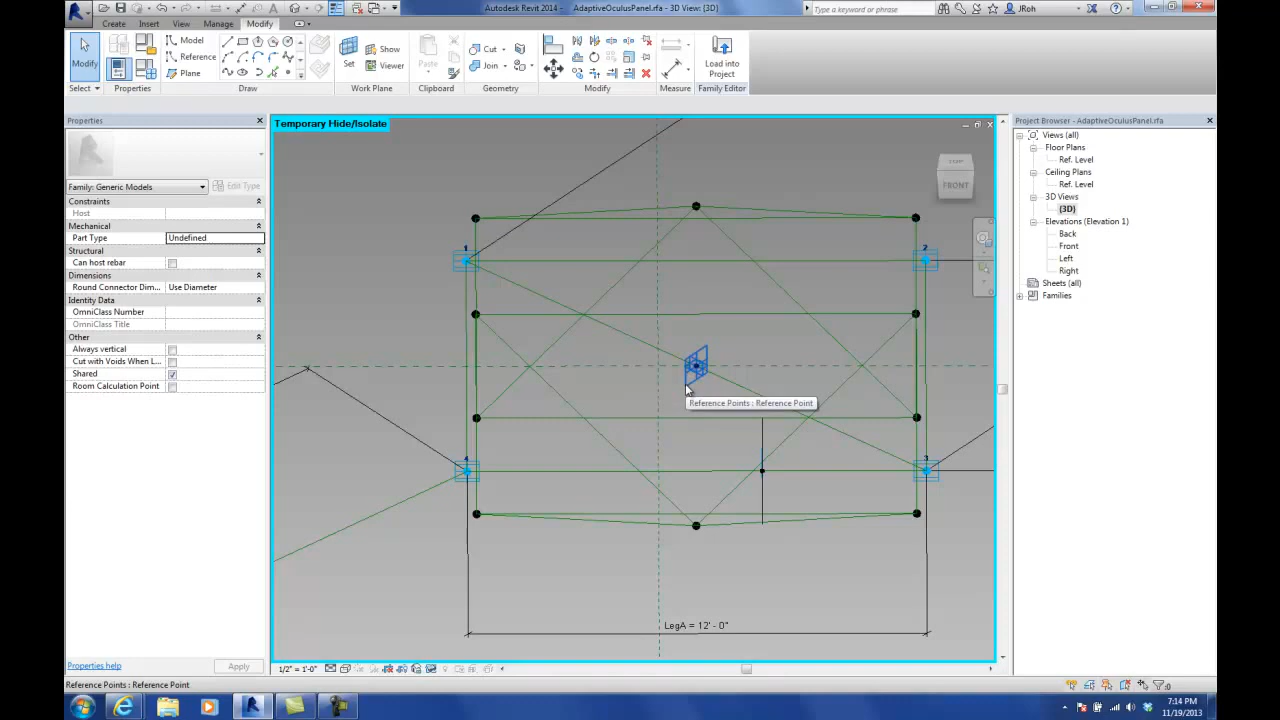 Autodesk Revit 2014 - AdaptiveOculusPanel.rfa - 3D View: {3D}
Type a keyword or phrase
JRoh
Create Insert View Manage Modify
Modify
Model
Reference
Plane
Set
Show
Viewer
Paste
Cut
Join
Load into
Project
Select Properties Draw Work Plane Clipboard Geometry Modify Measure Family Editor
Properties
Family: Generic Models
Edit Type
Constraints
Host
Mechanical
Part Type Undefined
Structural
Can host rebar
Dimensions
Round Connector Dim... Use Diameter
Identity Data
OmniClass Number
OmniClass Title
Other
Always vertical
Cut with Voids When L...
Shared
Room Calculation Point
Properties help
Apply
Temporary Hide/Isolate
FRONT
1
2
Reference Points : Reference Point
4
3
LegA = 12' - 0"
1/2" = 1'-0"
Project Browser - AdaptiveOculusPanel.rfa
Views (all)
Floor Plans
Ref. Level
Ceiling Plans
Ref. Level
3D Views
{3D}
Elevations (Elevation 1)
Back
Front
Left
Right
Sheets (all)
Families
Reference Points : Reference Point
:0
7:14 PM
11/19/2013